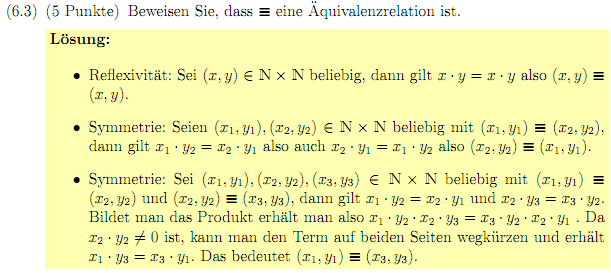 (6.3) (5 Punkte) Beweisen Sie, dass ≡ eine Äquivalenzrelation ist.
Lösung:
• Reflexivität: Sei (x, y) ∈ N × N beliebig, dann gilt x · y = x · y also (x, y) ≡
(x, y).
• Symmetrie: Seien (x₁, y₁), (x₂, y₂) ∈ N × N beliebig mit (x₁, y₁) ≡ (x₂, y₂),
dann gilt x₁ · y₂ = x₂ · y₁ also auch x₂ · y₁ = x₁ · y₂ also (x₂, y₂) ≡ (x₁, y₁).
• Symmetrie: Sei (x₁, y₁), (x₂, y₂), (x₃, y₃) ∈ N × N beliebig mit (x₁, y₁) ≡
(x₂, y₂) und (x₂, y₂) ≡ (x₃, y₃), dann gilt x₁ · y₂ = x₂ · y₁ und x₂ · y₃ = x₃ · y₂.
Bildet man das Produkt erhält man also x₁ · y₂ · x₂ · y₃ = x₃ · y₂ · x₂ · y₁ . Da
x₂ · y₂ ≠ 0 ist, kann man den Term auf beiden Seiten wegkürzen und erhält
x₁ · y₃ = x₃ · y₁. Das bedeutet (x₁, y₁) ≡ (x₃, y₃).